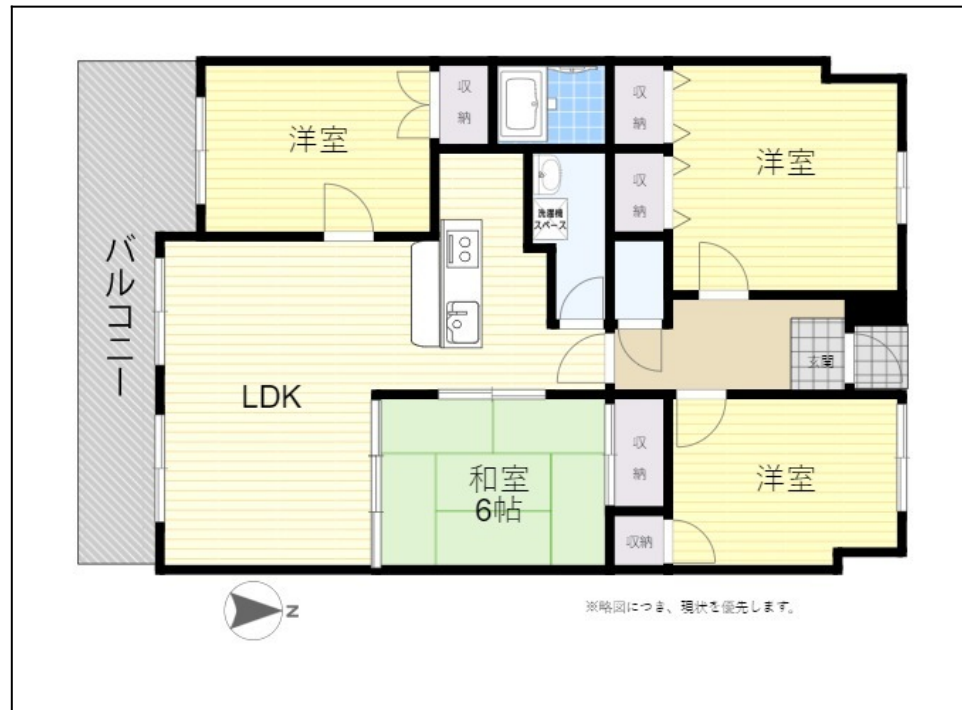 洋室
収納
収納
洋室
収納
洗濯機
スペース
バルコニー
玄関
LDK
和室
6帖
収納
洋室
収納
N
※略図につき、現状を優先します。